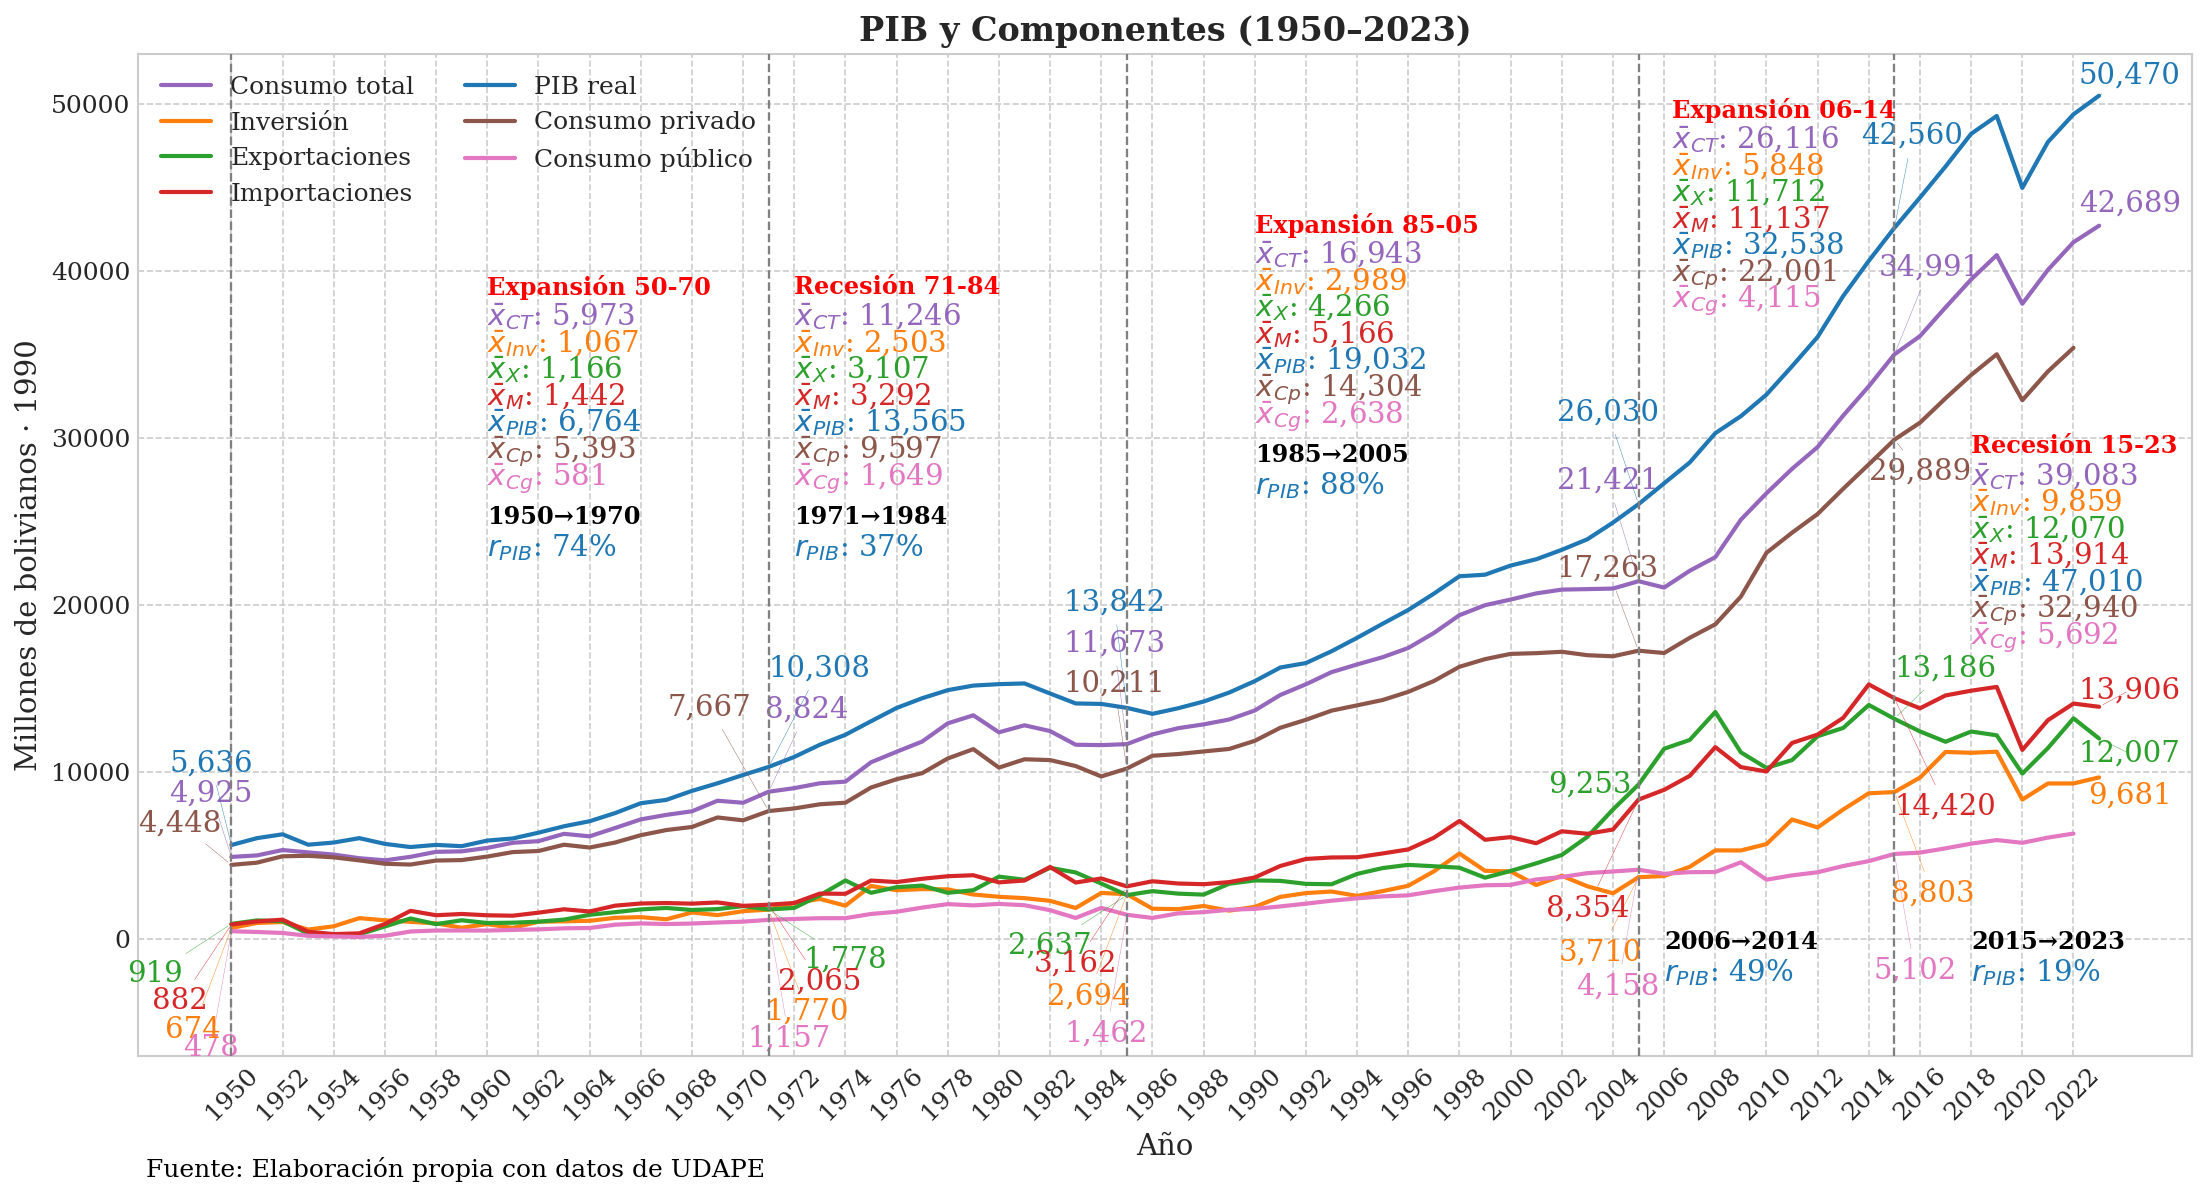 PIB y Componentes (1950–2023)
Millones de bolivianos · 1990
50000
40000
30000
20000
10000
0
Consumo total
Inversión
Exportaciones
Importaciones
PIB real
Consumo privado
Consumo público
Expansión 50-70
x̄CT: 5,973
x̄Inv: 1,067
x̄X: 1,166
x̄M: 1,442
x̄PIB: 6,764
x̄Cp: 5,393
x̄Cg: 581
1950→1970
rPIB: 74%
Recesión 71-84
x̄CT: 11,246
x̄Inv: 2,503
x̄X: 3,107
x̄M: 3,292
x̄PIB: 13,565
x̄Cp: 9,597
x̄Cg: 1,649
1971→1984
rPIB: 37%
Expansión 85-05
x̄CT: 16,943
x̄Inv: 2,989
x̄X: 4,266
x̄M: 5,166
x̄PIB: 19,032
x̄Cp: 14,304
x̄Cg: 2,638
1985→2005
rPIB: 88%
Expansión 06-14
x̄CT: 26,116
x̄Inv: 5,848
x̄X: 11,712
x̄M: 11,137
x̄PIB: 32,538
x̄Cp: 22,001
x̄Cg: 4,115
2006→2014
rPIB: 49%
Recesión 15-23
x̄CT: 39,083
x̄Inv: 9,859
x̄X: 12,070
x̄M: 13,914
x̄PIB: 47,010
x̄Cp: 32,940
x̄Cg: 5,692
2015→2023
rPIB: 19%
5,636
4,925
4,448
919
882
674
478
7,667
10,308
8,824
1,778
2,065
1,770
1,157
13,842
11,673
10,211
2,637
3,162
2,694
1,462
26,030
21,421
17,263
9,253
8,354
3,710
4,158
42,560
34,991
29,889
13,186
14,420
8,803
5,102
50,470
42,689
13,906
12,007
9,681
1950
1952
1954
1956
1958
1960
1962
1964
1966
1968
1970
1972
1974
1976
1978
1980
1982
1984
1986
1988
1990
1992
1994
1996
1998
2000
2002
2004
2006
2008
2010
2012
2014
2016
2018
2020
2022
Año
Fuente: Elaboración propia con datos de UDAPE